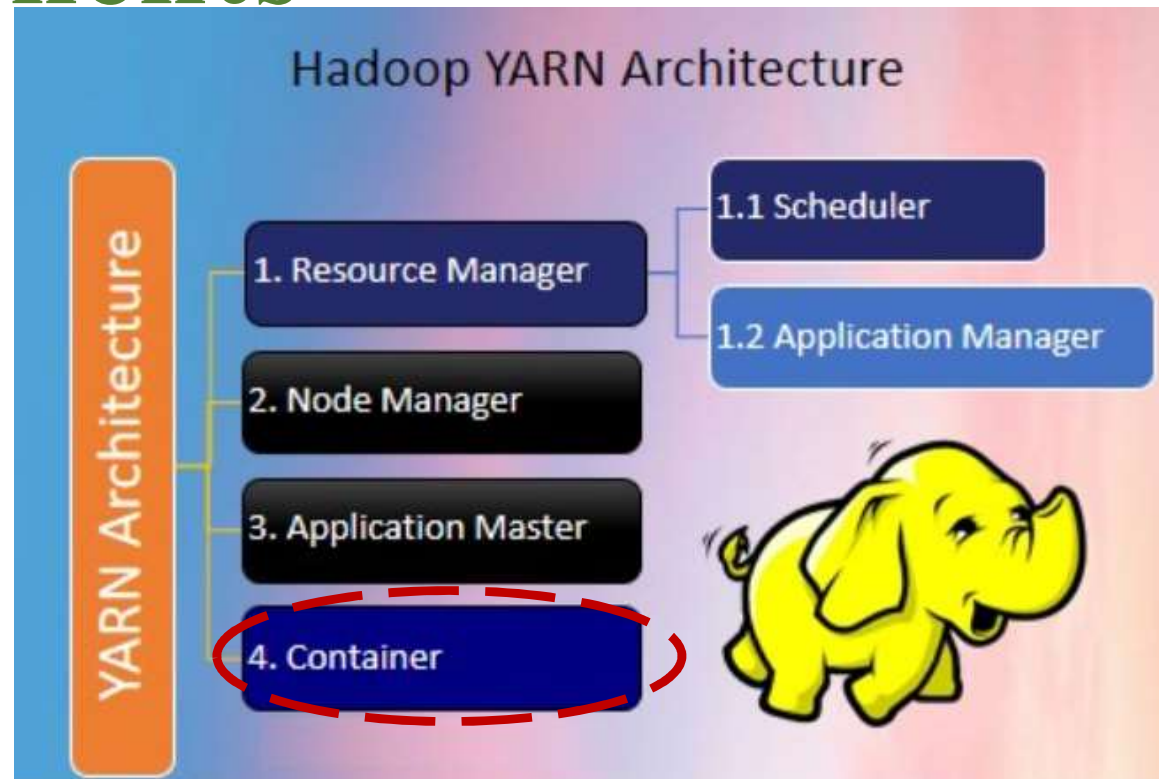 Hadoop YARN Architecture
YARN Architecture
1. Resource Manager
1.1 Scheduler
1.2 Application Manager
2. Node Manager
3. Application Master
4. Container